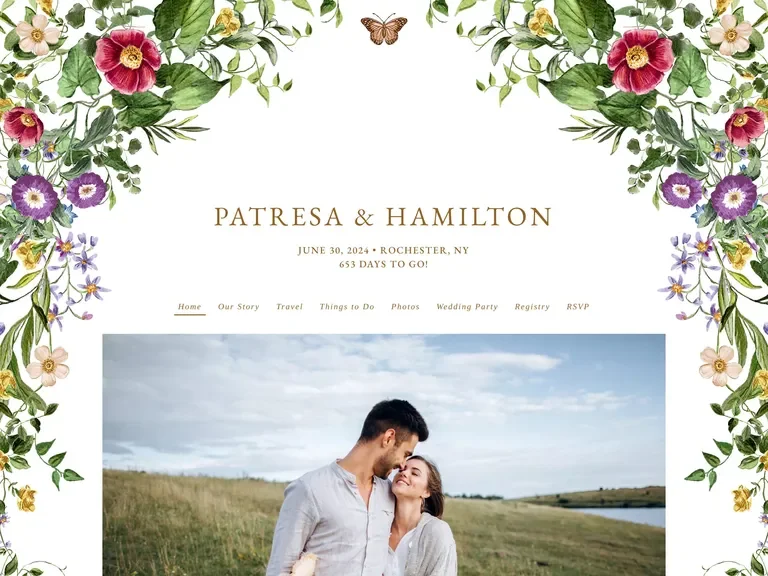 PATRESA & HAMILTON
JUNE 30, 2024 • ROCHESTER, NY
653 DAYS TO GO!
Home Our Story Travel Things to Do Photos Wedding Party Registry RSVP